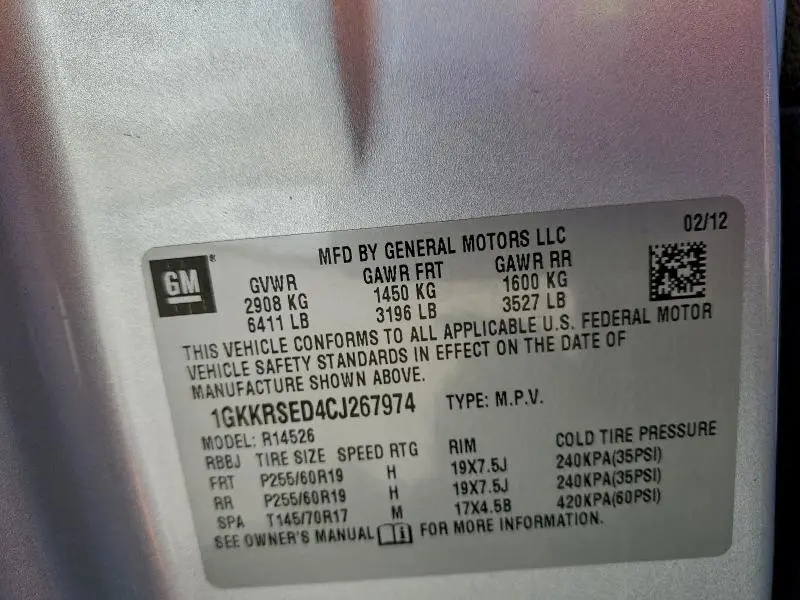 02/12
MFD BY GENERAL MOTORS LLC
GM®
GVWR GAWR FRT GAWR RR
2908 KG 1450 KG 1600 KG
6411 LB 3196 LB 3527 LB
THIS VEHICLE CONFORMS TO ALL APPLICABLE U.S. FEDERAL MOTOR
VEHICLE SAFETY STANDARDS IN EFFECT ON THE DATE OF
MANUFACTURE SHOWN ABOVE.
1GKKRSED4CJ267974 TYPE: M.P.V.
MODEL: R14526
RBBJ TIRE SIZE SPEED RTG RIM COLD TIRE PRESSURE
FRT P255/60R19 H 19X7.5J 240KPA(35PSI)
RR P255/60R19 H 19X7.5J 240KPA(35PSI)
SPA T145/70R17 M 17X4.5B 420KPA(60PSI)
SEE OWNER'S MANUAL FOR MORE INFORMATION.